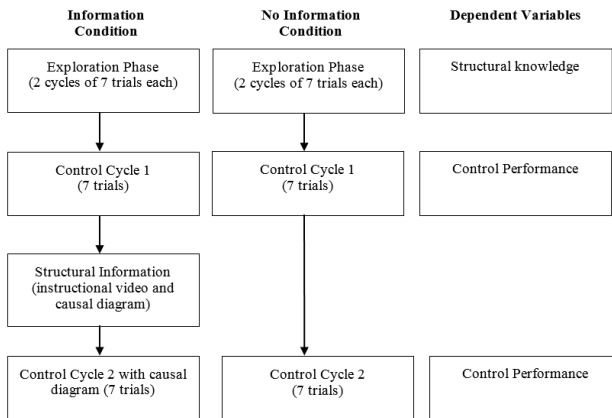 Information
Condition
No Information
Condition
Dependent Variables
Exploration Phase
(2 cycles of 7 trials each)
Exploration Phase
(2 cycles of 7 trials each)
Structural knowledge
Control Cycle 1
(7 trials)
Control Cycle 1
(7 trials)
Control Performance
Structural Information
(instructional video and
causal diagram)
Control Cycle 2 with causal
diagram (7 trials)
Control Cycle 2
(7 trials)
Control Performance